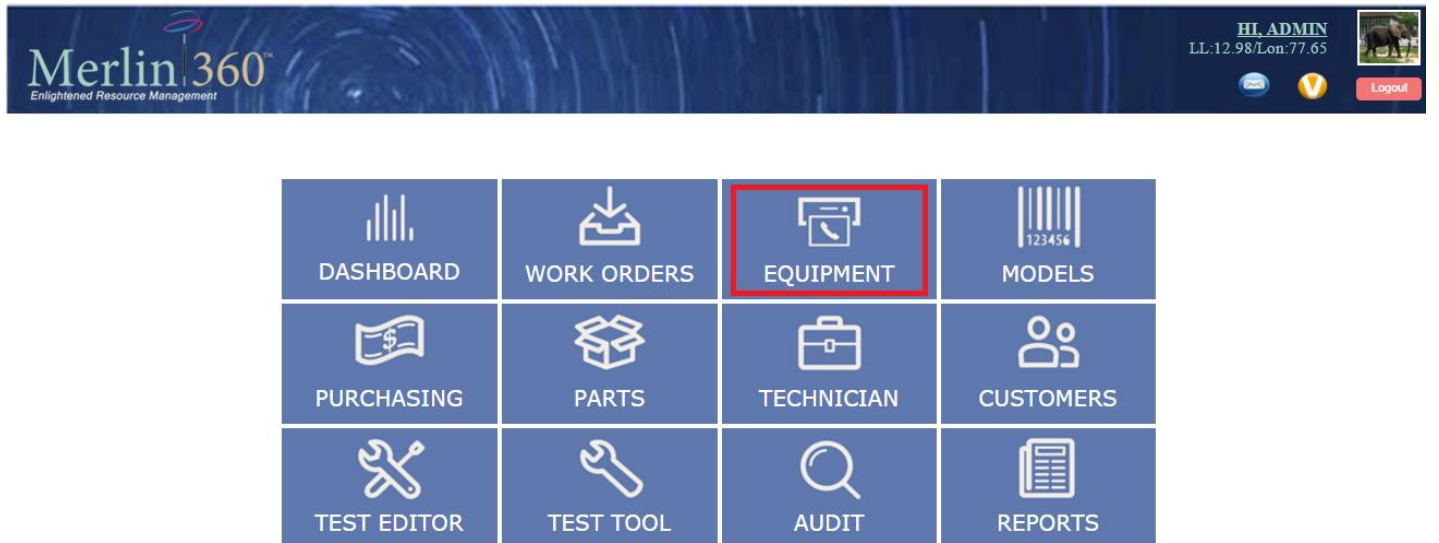 Merlin 360™
Enlightened Resource Management
HI, ADMIN
LL:12.98/Lon:77.65
Logout
DASHBOARD
WORK ORDERS
EQUIPMENT
123456
MODELS
$
PURCHASING
PARTS
TECHNICIAN
CUSTOMERS
TEST EDITOR
TEST TOOL
AUDIT
REPORTS